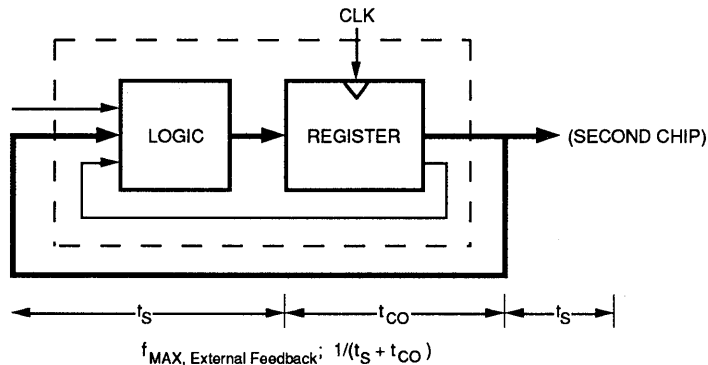 CLK
LOGIC
REGISTER
(SECOND CHIP)
tS
tCO
tS
fMAX, External Feedback; 1/(tS + tCO)